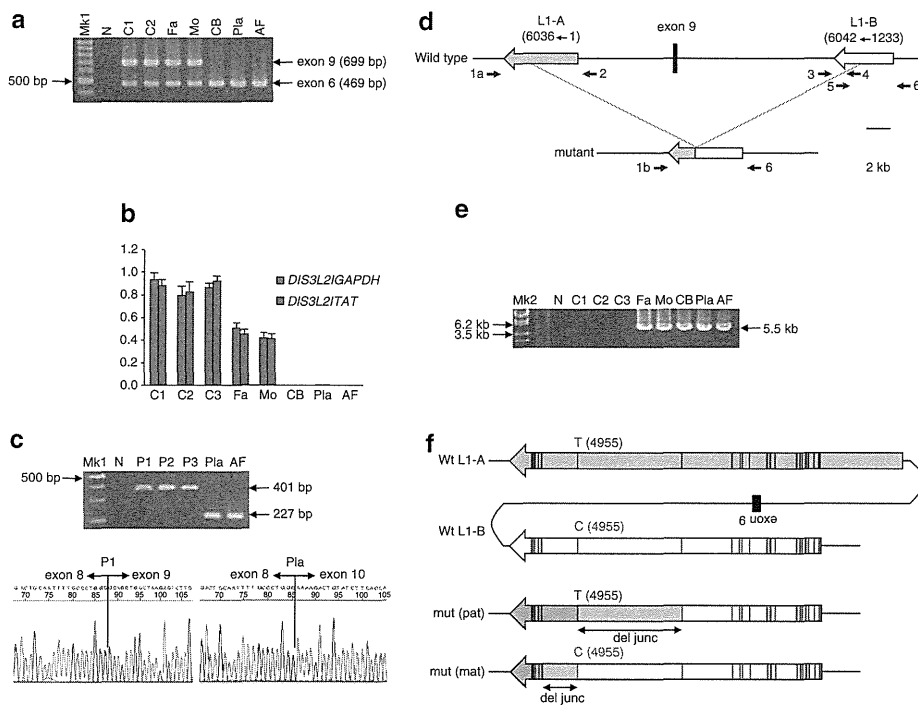 a
Mk1 N C1 C2 Fa Mo CB Pla AF
500 bp
exon 9 (699 bp)
exon 6 (469 bp)
b
1.2
1.0
0.8
0.6
0.4
0.2
0.0
C1 C2 C3 Fa Mo CB Pla AF
DIS3L2/GAPDH
DIS3L2/TAT
c
Mk1 N P1 P2 P3 Pla AF
500 bp
401 bp
227 bp
P1
exon 8 exon 9
70 75 80 85 90 95 100 105
Pla
exon 8 exon 10
70 75 80 85 90 95 100 105
d
L1-A
(6036←1)
exon 9
L1-B
(6042←1233)
Wild type
1a 2 3 4
5 6
mutant
1b 6
2 kb
e
Mk2 N C1 C2 C3 Fa Mo CB Pla AF
6.2 kb
3.5 kb
5.5 kb
f
T (4955)
Wt L1-A
exon 9
Wt L1-B
C (4955)
T (4955)
mut (pat)
del junc
C (4955)
mut (mat)
del junc